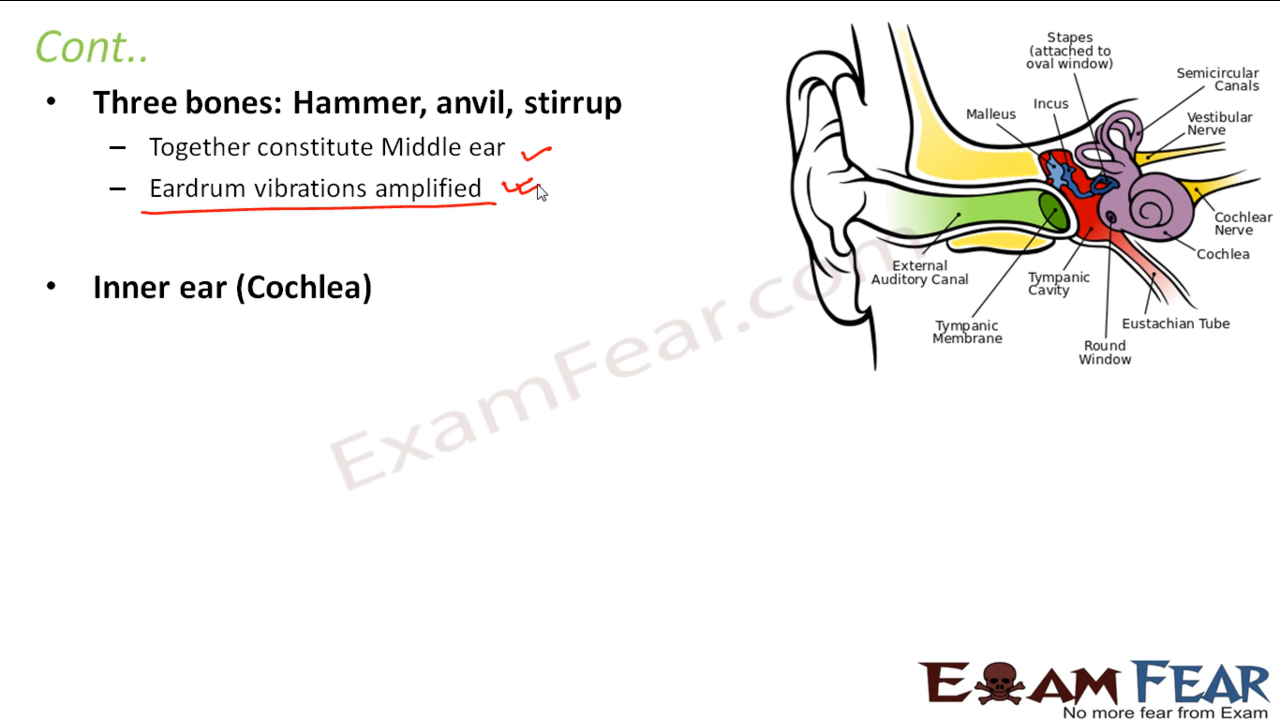 Cont..
• Three bones: Hammer, anvil, stirrup
– Together constitute Middle ear
– Eardrum vibrations amplified
• Inner ear (Cochlea)
Stapes
(attached to
oval window)
Semicircular
Canals
Incus
Malleus
Vestibular
Nerve
Cochlear
Nerve
Cochlea
External
Auditory Canal
Tympanic
Cavity
Eustachian Tube
Tympanic
Membrane
Round
Window
ExamFear.com
EXAM FEAR
No more fear from Exam